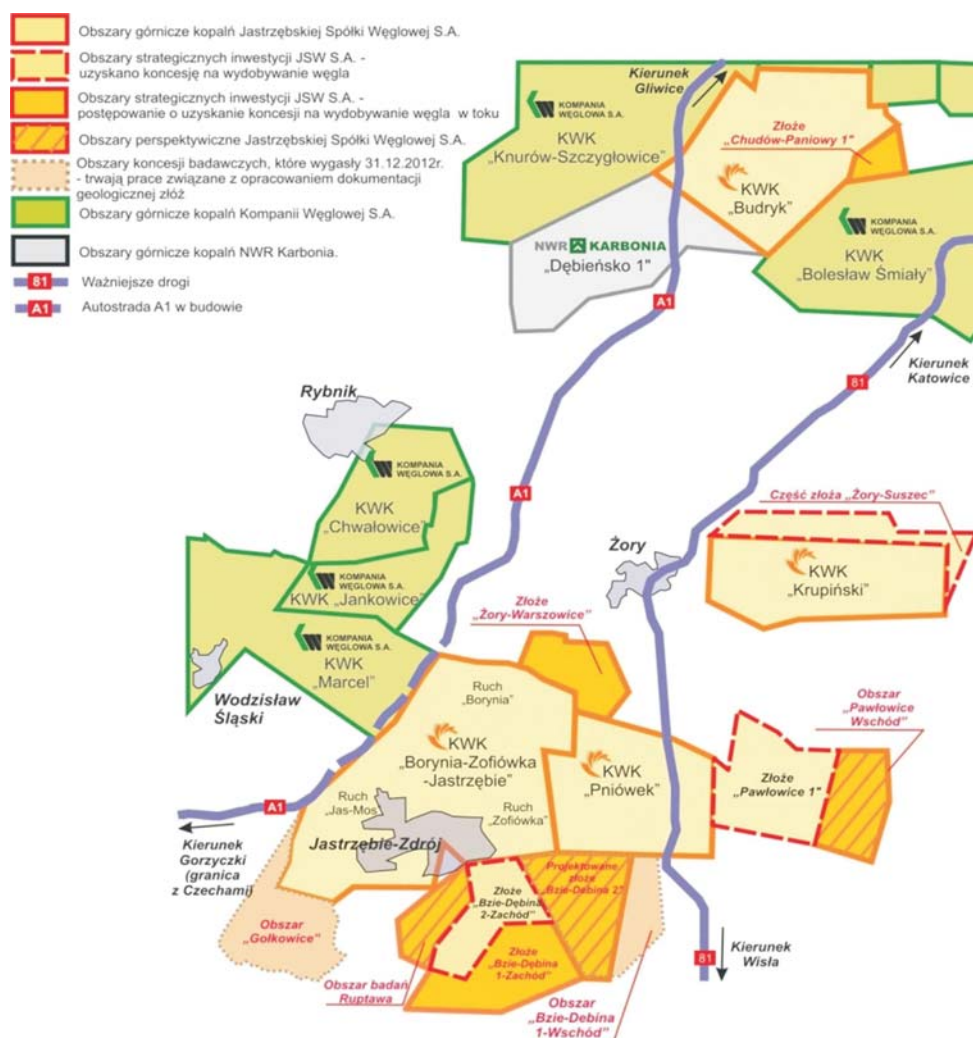 Obszary górnicze kopalń Jastrzębskiej Spółki Węglowej S.A.
Obszary strategicznych inwestycji JSW S.A. -
uzyskano koncesję na wydobywanie węgla
Obszary strategicznych inwestycji JSW S.A. -
postępowanie o uzyskanie koncesji na wydobywanie węgla w toku
Obszary perspektywiczne Jastrzębskiej Spółki Węglowej S.A.
Obszary koncesji badawczych, które wygasły 31.12.2012r.
- trwają prace związane z opracowaniem dokumentacji
geologicznej złóż
Obszary górnicze kopalń Kompanii Węglowej S.A.
Obszary górnicze kopalń NWR Karbonia.
81 Ważniejsze drogi
A1 Autostrada A1 w budowie
Kierunek
Gliwice
KOMPANIA
WĘGLOWA S.A.
KWK
„Knurów-Szczygłowice"
Złoże
„Chudów-Paniowy 1"
KWK
„Budryk"
KOMPANIA
WĘGLOWA S.A.
KWK
„Bolesław Śmiały"
NWR KARBONIA
„Dębieńsko 1"
A1
Kierunek
Katowice
81
Rybnik
KOMPANIA
WĘGLOWA S.A.
KWK
„Chwałowice"
A1
Część złoża „Żory-Suszec"
Żory
KWK
„Krupiński"
KOMPANIA
WĘGLOWA S.A.
KWK „Jankowice"
Złoże
„Żory-Warszowice"
KOMPANIA
WĘGLOWA S.A.
KWK
„Marcel"
Wodzisław
Śląski
Ruch
„Borynia"
KWK
„Borynia-Zofiówka
-Jastrzębie"
Obszar
„Pawłowice
Wschód"
KWK
„Pniówek"
Złoże
„Pawłowice 1"
Ruch
„Jas-Mos"
Ruch
„Zofiówka"
A1
Jastrzębie-Zdrój
Kierunek
Gorzyczki
(granica
z Czechami)
Projektowane
złoże
„Bzie-Dębina 2"
Złoże
„Bzie-Dębina
2-Zachód"
Obszar
„Gołkowice"
Złoże
„Bzie-Dębina
1-Zachód"
81
Kierunek
Wisła
Obszar badań
Ruptawa
Obszar
„Bzie-Debina
1-Wschód"